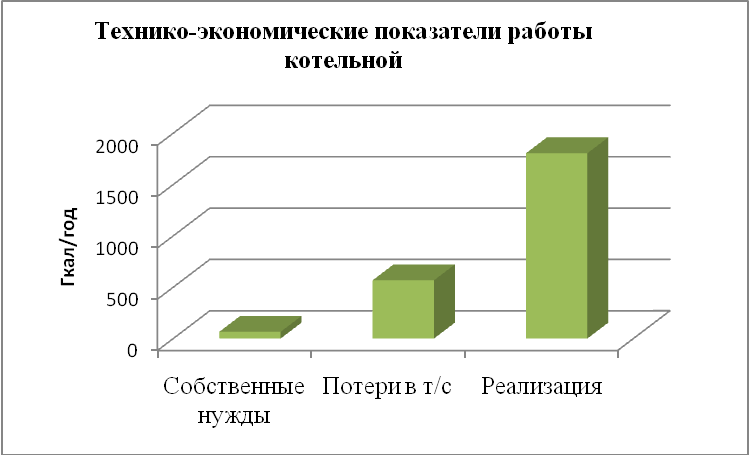 Технико-экономические показатели работы
котельной
Гкал/год
2000
1500
1000
500
0
Собственные
нужды
Потери в т/с
Реализация